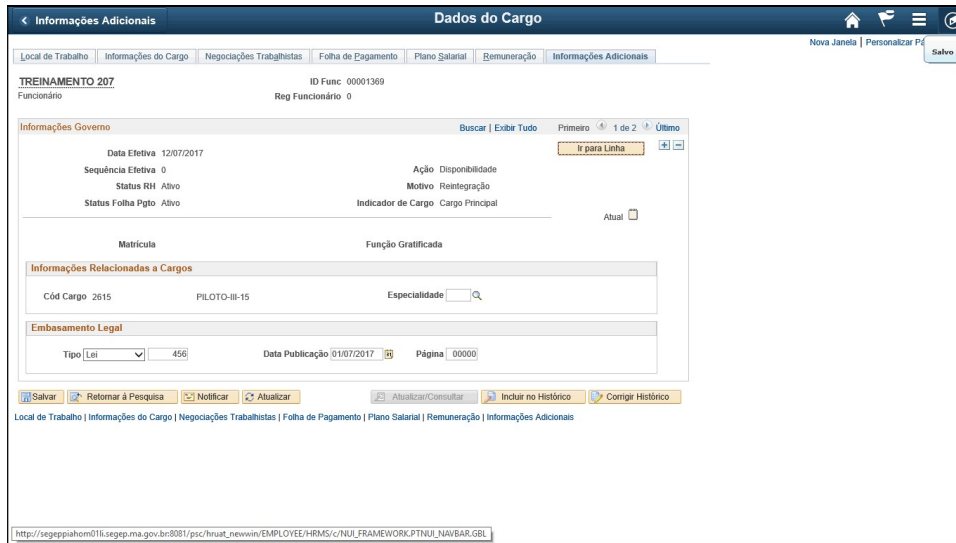 Informações Adicionais Dados do Cargo
Nova Janela | Personalizar Pá
Salvo
Local de Trabalho Informações do Cargo Negociações Trabalhistas Folha de Pagamento Plano Salarial Remuneração Informações Adicionais
TREINAMENTO 207 ID Func 00001369
Funcionário Reg Funcionário 0
Informações Governo Buscar | Exibir Tudo Primeiro 1 de 2 Último
Data Efetiva 12/07/2017 Ir para Linha
Sequência Efetiva 0 Ação Disponibilidade
Status RH Ativo Motivo Reintegração
Status Folha Pgto Ativo Indicador de Cargo Cargo Principal
Atual
Matrícula Função Gratificada
Informações Relacionadas a Cargos
Cód Cargo 2615 PILOTO-III-15 Especialidade
Embasamento Legal
Tipo Lei 456 Data Publicação 01/07/2017 Página 00000
Salvar Retornar à Pesquisa Notificar Atualizar Atualizar/Consultar Incluir no Histórico Corrigir Histórico
Local de Trabalho | Informações do Cargo | Negociações Trabalhistas | Folha de Pagamento | Plano Salarial | Remuneração | Informações Adicionais
http://segeppiahom01li.segep.ma.gov.br:8081/psc/hruat_newwin/EMPLOYEE/HRMS/c/NUI_FRAMEWORK.PTNUI_NAVBAR.GBL